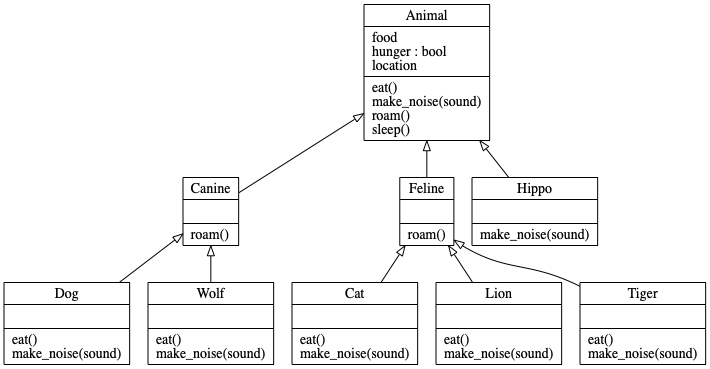 Animal
food
hunger : bool
location
eat()
make_noise(sound)
roam()
sleep()
Canine
roam()
Feline
roam()
Hippo
make_noise(sound)
Dog
eat()
make_noise(sound)
Wolf
eat()
make_noise(sound)
Cat
eat()
make_noise(sound)
Lion
eat()
make_noise(sound)
Tiger
eat()
make_noise(sound)